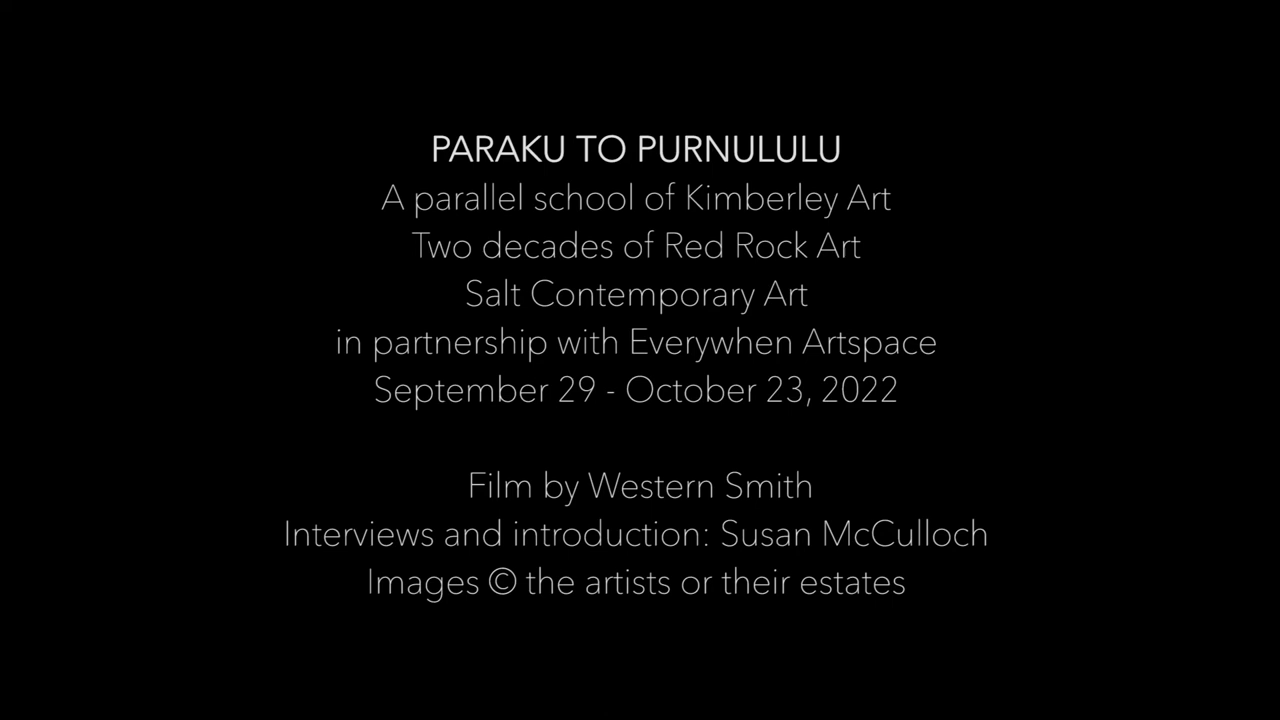 PARAKU TO PURNULULU
A parallel school of Kimberley Art
Two decades of Red Rock Art
Salt Contemporary Art
in partnership with Everywhen Artspace
September 29 - October 23, 2022
Film by Western Smith
Interviews and introduction: Susan McCulloch
Images © the artists or their estates